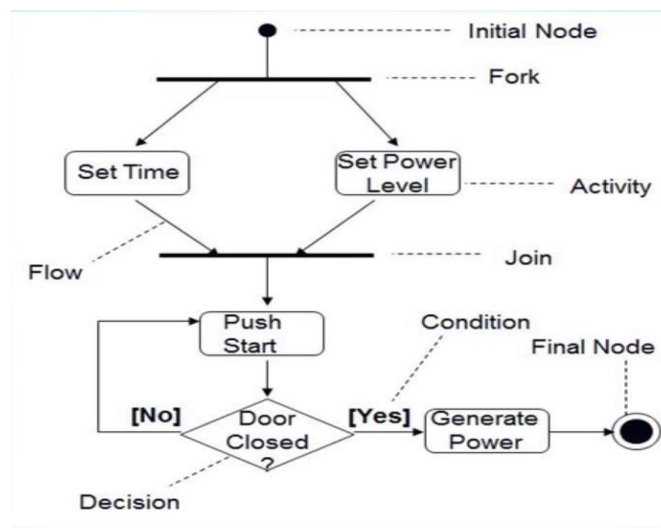 Initial Node
Fork
Set Time
Set Power
Level
Activity
Flow
Join
Push
Start
Condition
Final Node
[No]
Door
Closed
?
[Yes]
Generate
Power
Decision